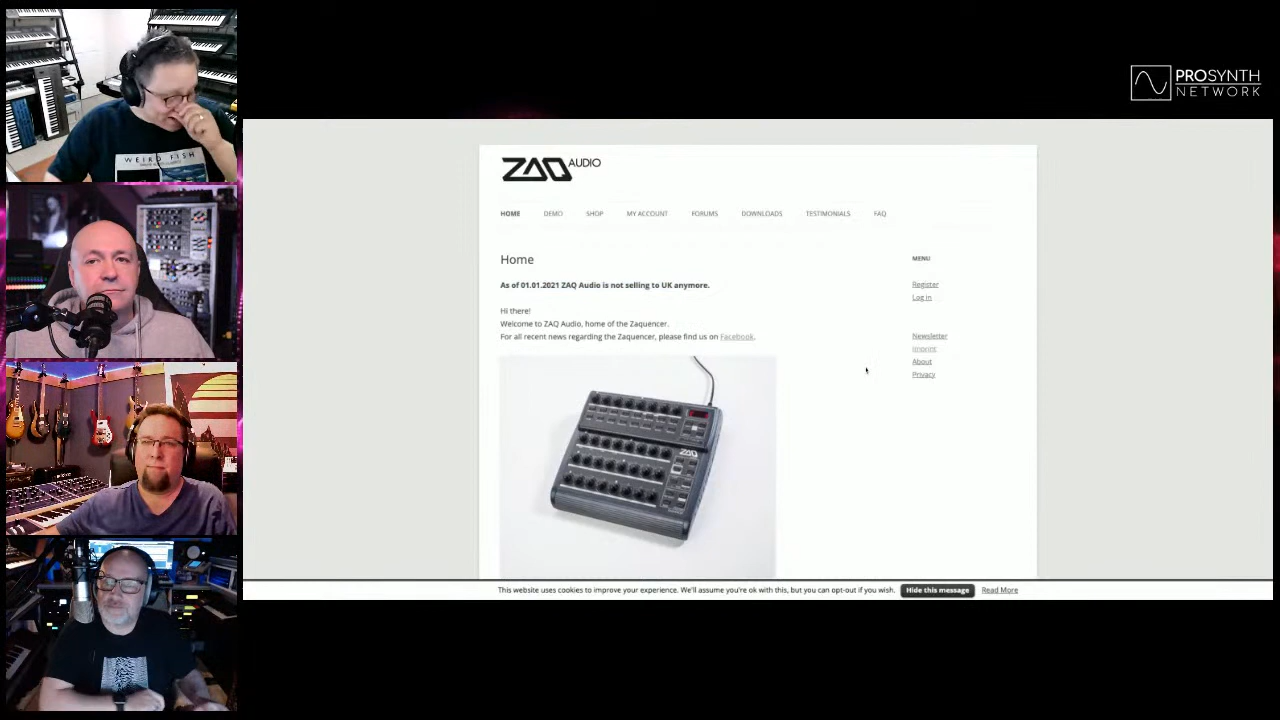 WEIRD FISH
PROSYNTH
NETWORK
ZAQ AUDIO
HOME DEMO SHOP MY ACCOUNT FORUMS DOWNLOADS TESTIMONIALS FAQ
Home
As of 01.01.2021 ZAQ Audio is not selling to UK anymore.
Hi there!
Welcome to ZAQ Audio, home of the Zaquencer.
For all recent news regarding the Zaquencer, please find us on Facebook.
MENU
Register
Log in
Newsletter
Imprint
About
Privacy
ZAQ
This website uses cookies to improve your experience. We'll assume you're ok with this, but you can opt-out if you wish. Hide this message Read More